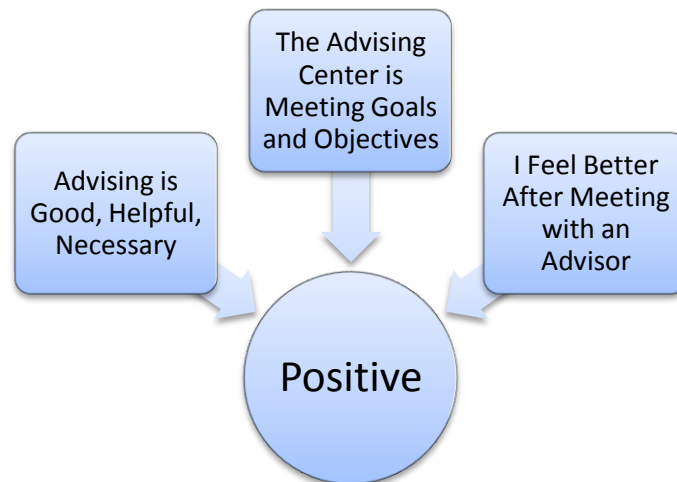 Advising is
Good, Helpful,
Necessary
The Advising
Center is
Meeting Goals
and Objectives
I Feel Better
After Meeting
with an
Advisor
Positive